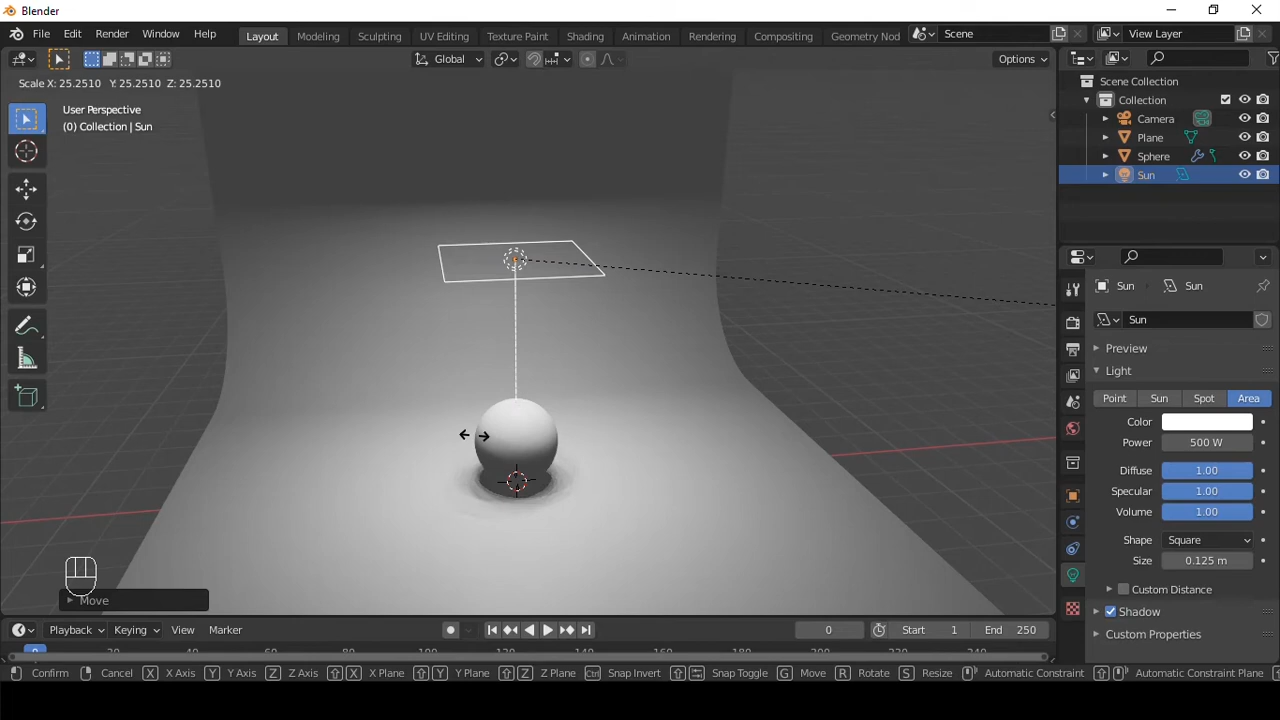 Blender
File Edit Render Window Help Layout Modeling Sculpting UV Editing Texture Paint Shading Animation Rendering Compositing Geometry Nod Scene View Layer
Global Options
Scale X: 25.2510 Y: 25.2510 Z: 25.2510
User Perspective
(0) Collection | Sun
Scene Collection
Collection
Camera
Plane
Sphere
Sun
Sun Sun
Sun
Preview
Light
Point Sun Spot Area
Color
Power 500 W
Diffuse 1.00
Specular 1.00
Volume 1.00
Shape Square
Size 0.125 m
Custom Distance
Shadow
Custom Properties
Move
Playback Keying View Marker 0 Start 1 End 250
Confirm Cancel X X Axis Y Y Axis Z Z Axis X X Plane Y Y Plane Z Z Plane Ctrl Snap Invert Snap Toggle G Move R Rotate S Resize Automatic Constraint Automatic Constraint Plane